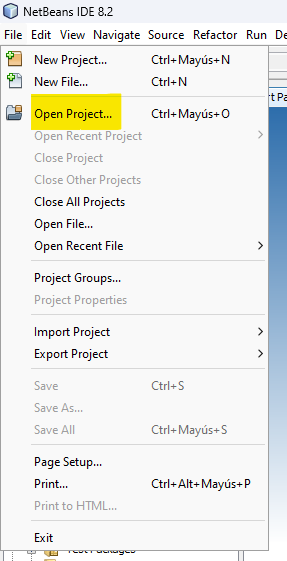 NetBeans IDE 8.2
File Edit View Navigate Source Refactor Run De
New Project... Ctrl+Mayús+N
New File... Ctrl+N
Open Project... Ctrl+Mayús+O
Open Recent Project
Close Project
Close Other Projects
Close All Projects
Open File...
Open Recent File
Project Groups...
Project Properties
Import Project
Export Project
Save Ctrl+S
Save As...
Save All Ctrl+Mayús+S
Page Setup...
Print... Ctrl+Alt+Mayús+P
Print to HTML...
Exit
Test Packages